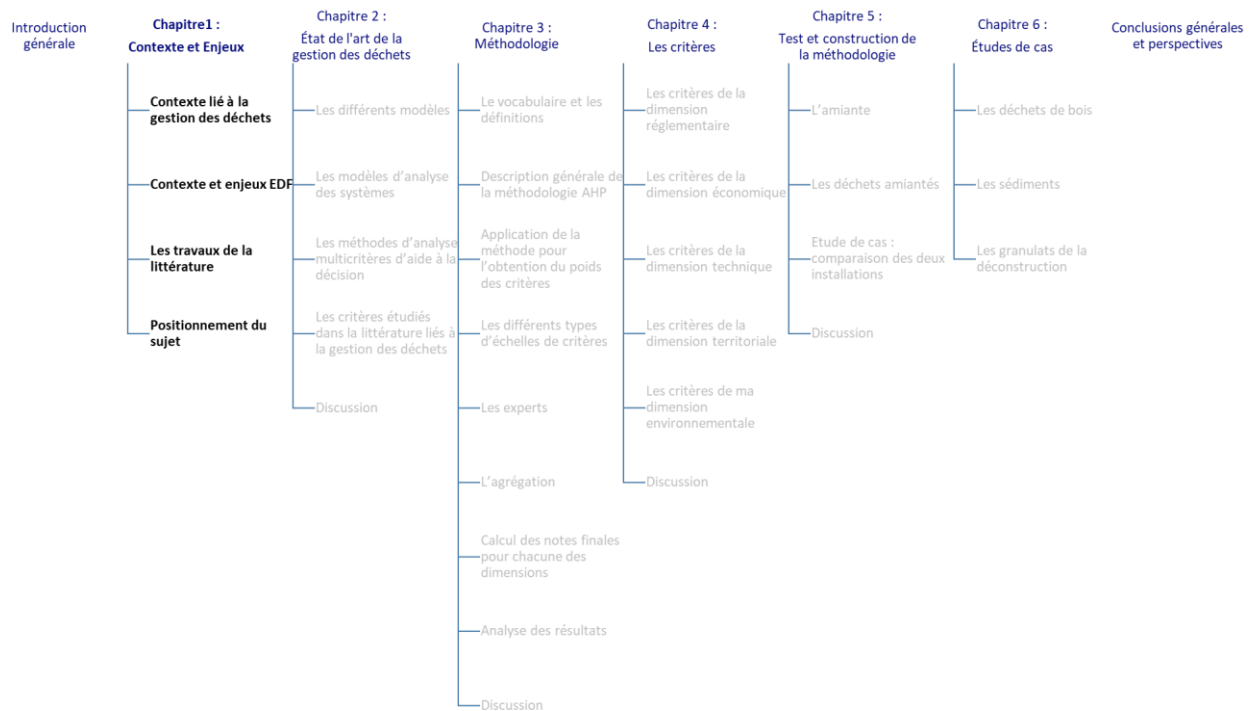 Introduction
générale
Chapitre1 :
Contexte et Enjeux
Contexte lié à la
gestion des déchets
Contexte et enjeux EDF
Les travaux de la
littérature
Positionnement du
sujet
Chapitre 2 :
État de l'art de la
gestion des déchets
Les différents modèles
Les modèles d’analyse
des systèmes
Les méthodes d’analyse
multicritères d’aide à la
décision
Les critères étudiés
dans la littérature liés à
la gestion des déchets
Discussion
Chapitre 3 :
Méthodologie
Le vocabulaire et les
définitions
Description générale de
la méthodologie AHP
Application de la
méthode pour
l’obtention du poids
des critères
Les différents types
d’échelles de critères
Les experts
L’agrégation
Calcul des notes finales
pour chacune des
dimensions
Analyse des résultats
Discussion
Chapitre 4 :
Les critères
Les critères de la
dimension
réglementaire
Les critères de la
dimension économique
Les critères de la
dimension technique
Les critères de la
dimension territoriale
Les critères de ma
dimension
environnementale
Discussion
Chapitre 5 :
Test et construction de
la méthodologie
L’amiante
Les déchets amiantés
Etude de cas :
comparaison des deux
installations
Discussion
Chapitre 6 :
Études de cas
Les déchets de bois
Les sédiments
Les granulats de la
déconstruction
Conclusions générales
et perspectives